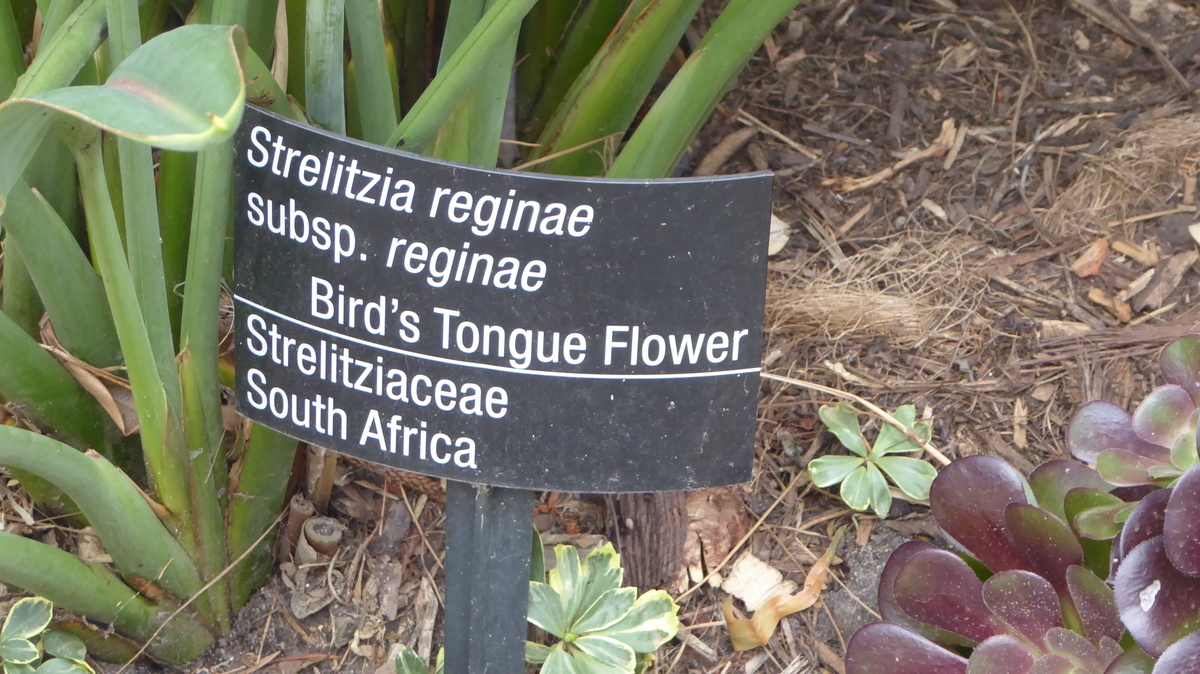 Strelitzia reginae
subsp. reginae
Bird's Tongue Flower
Strelitziaceae
South Africa